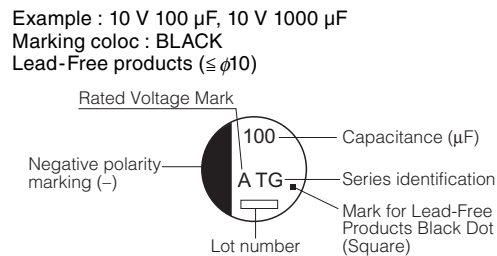 Example : 10 V 100 μF, 10 V 1000 μF
Marking coloc : BLACK
Lead-Free products (≦ ϕ10)
Rated Voltage Mark
100
Capacitance (μF)
Negative polarity
marking (–)
A TG
Series identification
Mark for Lead-Free
Products Black Dot
(Square)
Lot number